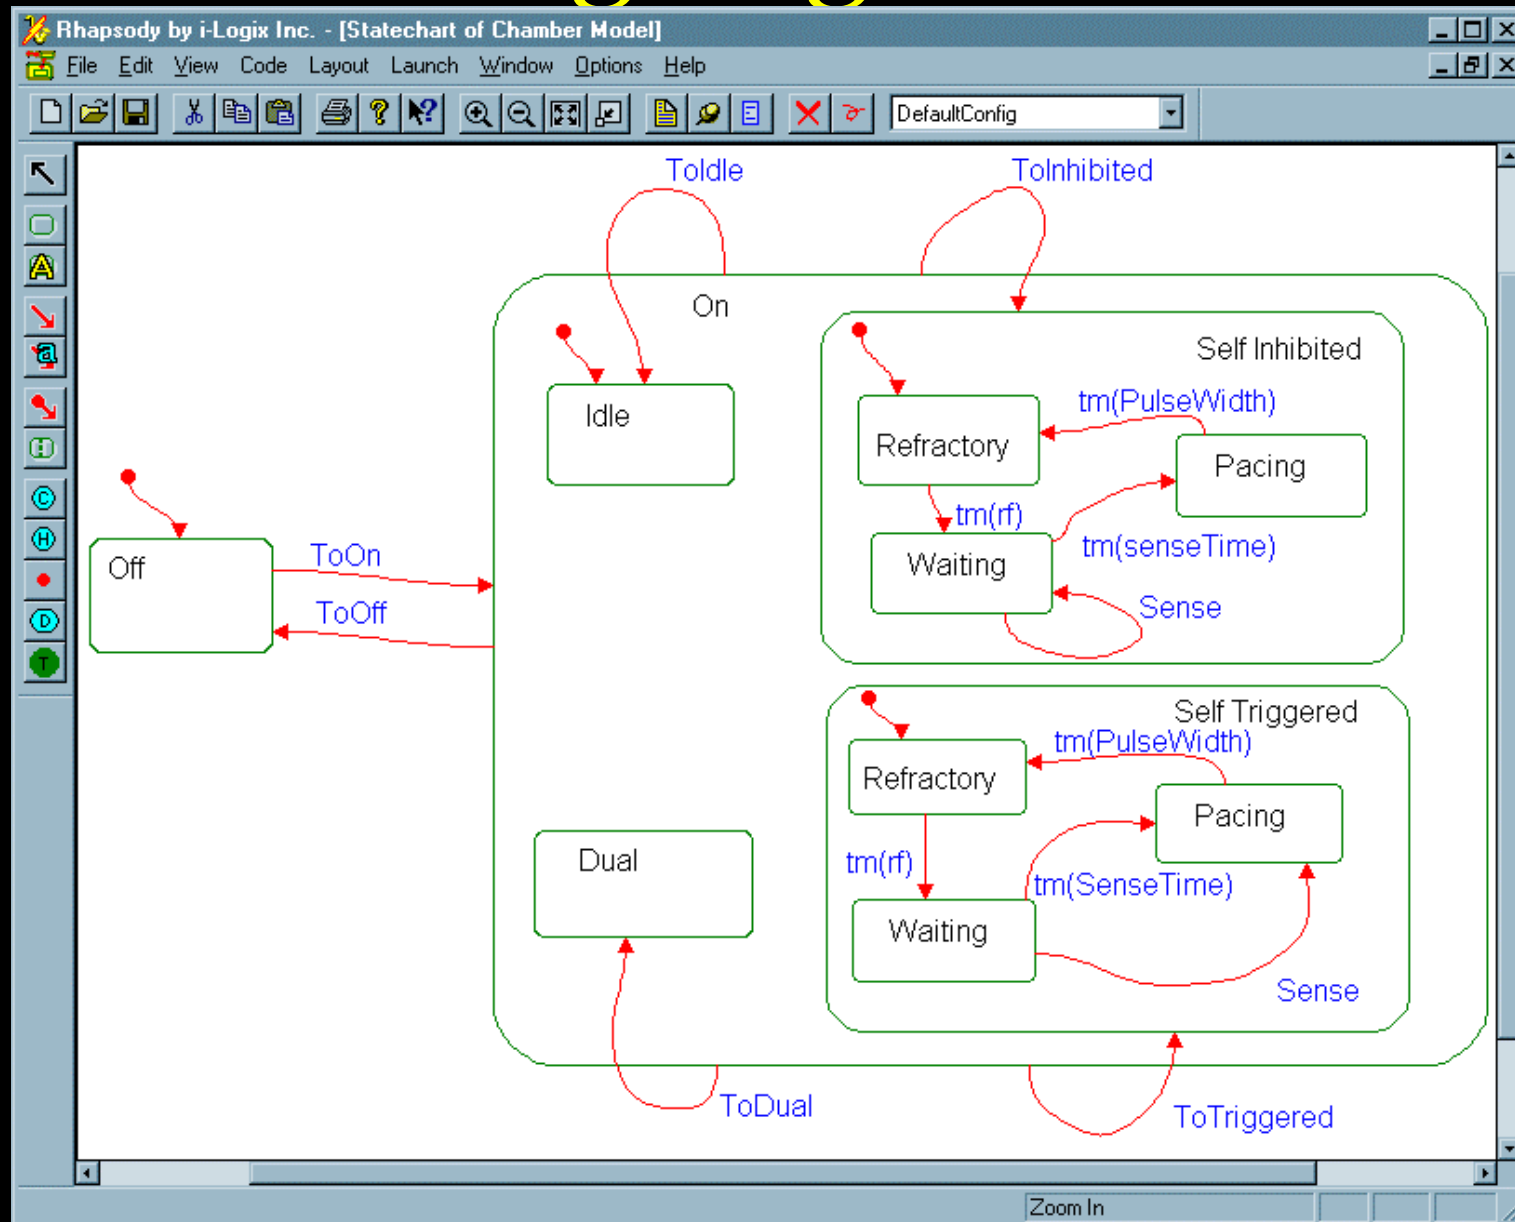 Rhapsody by i-Logix Inc. - [Statechart of Chamber Model]
File Edit View Code Layout Launch Window Options Help
DefaultConfig
ToIdle
ToInhibited
On
Self Inhibited
Idle
tm(PulseWidth)
Refractory
Pacing
tm(rf)
tm(senseTime)
Waiting
Sense
Off
ToOn
ToOff
Self Triggered
tm(PulseWidth)
Refractory
Pacing
Dual
tm(rf)
tm(SenseTime)
Waiting
Sense
ToDual
ToTriggered
Zoom In